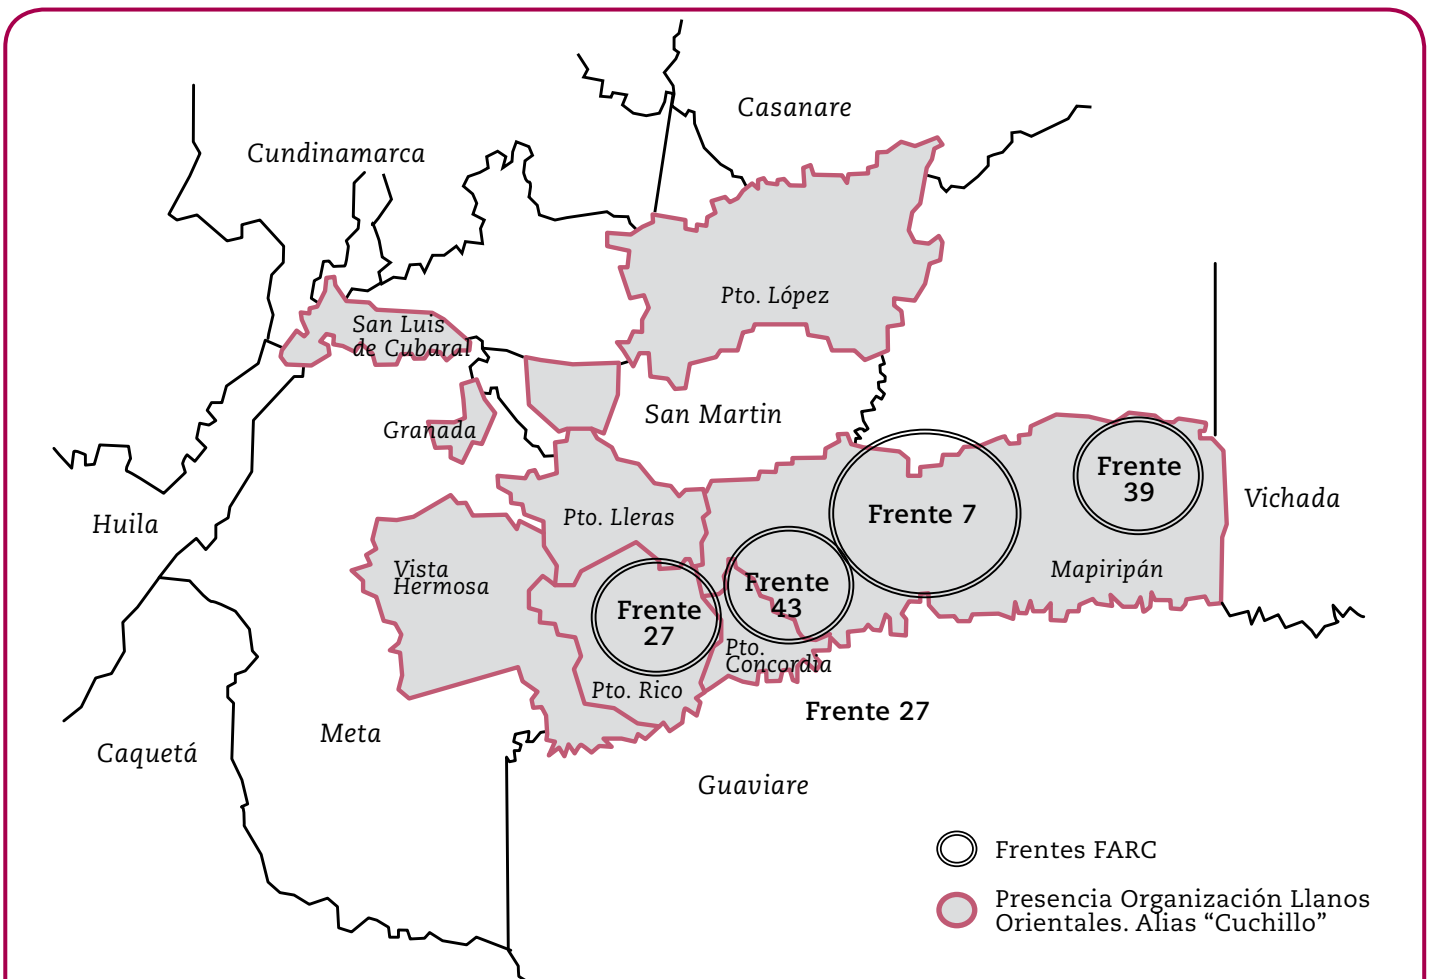 Casanare
Cundinamarca
Pto. López
San Luis
de Cubaral
San Martin
Granada
Frente
39
Vichada
Frente 7
Huila
Pto. Lleras
Vista
Hermosa
Mapiripán
Frente
43
Frente
27
Pto.
Concordia
Pto. Rico
Frente 27
Meta
Caquetá
Guaviare
Frentes FARC
Presencia Organización Llanos
Orientales. Alias “Cuchillo”